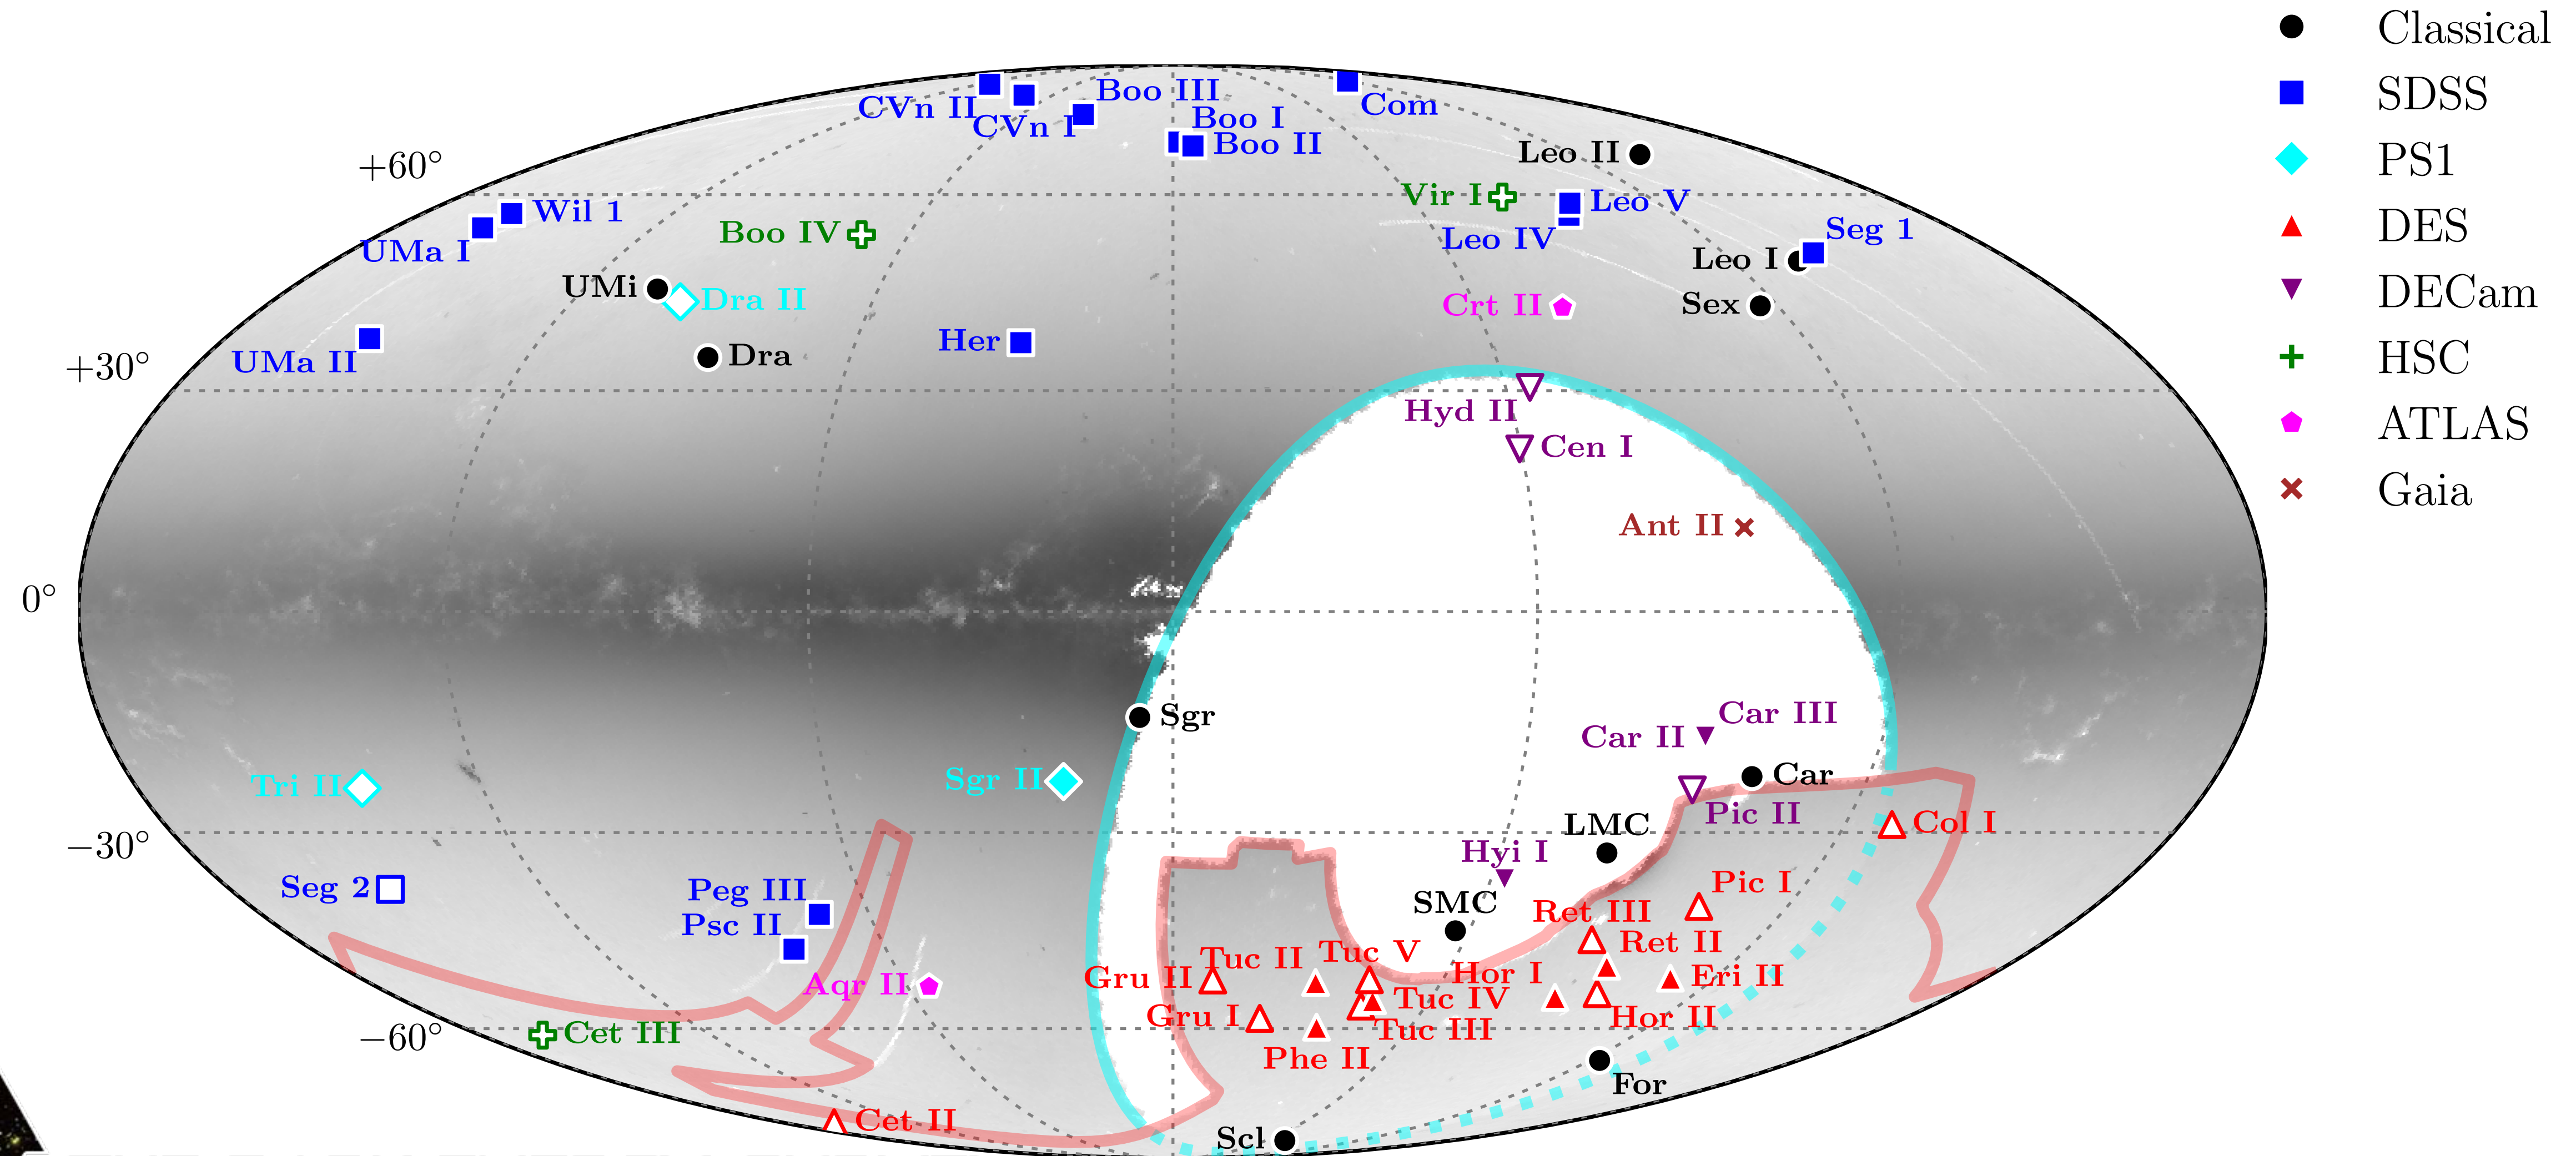 Classical
SDSS
PS1
DES
DECam
HSC
ATLAS
Gaia
CVn II
CVn I
Boo III
Boo I
Boo II
Com
+60°
Leo II
Vir I
Leo V
Leo IV
Wil 1
UMa I
Boo IV
Seg 1
Leo I
UMi
Dra II
Crt II
Sex
Her
Dra
UMa II
+30°
Hyd II
Cen I
Ant II
0°
Sgr
Car III
Car II
Car
Sgr II
Tri II
Pic II
Col I
LMC
−30°
Hyi I
Seg 2
Peg III
Psc II
Pic I
SMC
Ret III
Ret II
Tuc II
Tuc V
Gru II
Hor I
Eri II
Aqr II
Tuc IV
Gru I
Hor II
Tuc III
Cet III
−60°
Phe II
For
Cet II
Scl